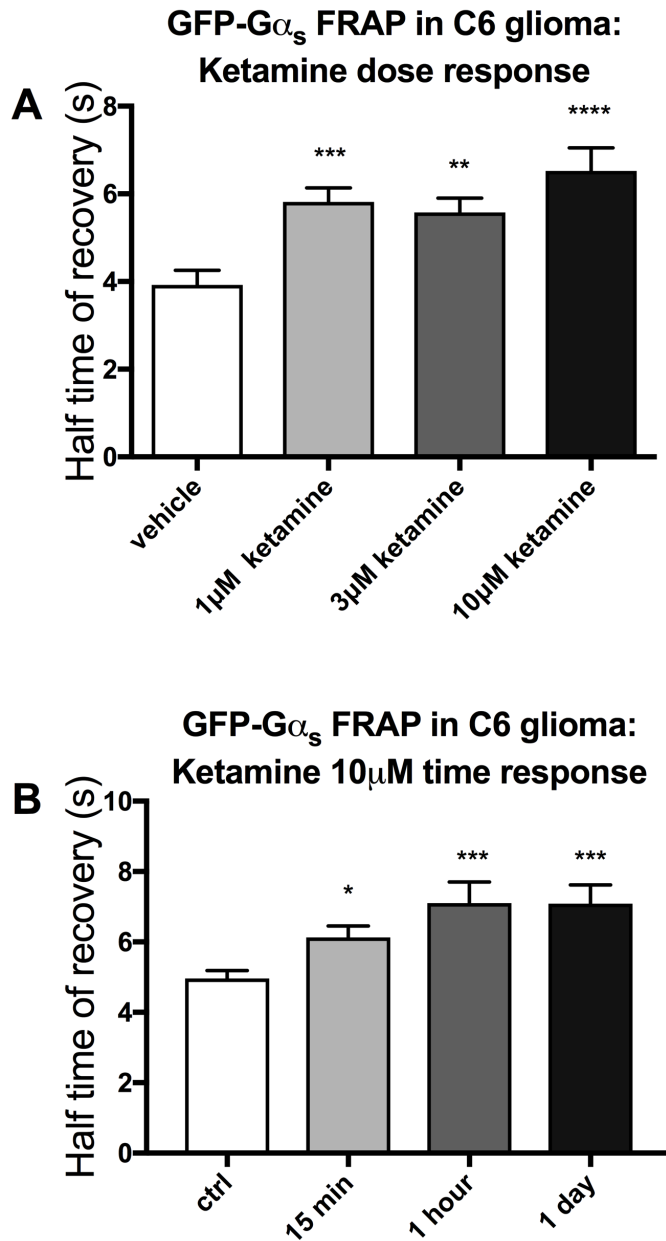 GFP-Gαs FRAP in C6 glioma:
Ketamine dose response
A
Half time of recovery (s)
8
6
4
2
0
***
**
****
vehicle
1μM ketamine
3μM ketamine
10μM ketamine
GFP-Gαs FRAP in C6 glioma:
Ketamine 10μM time response
B
Half time of recovery (s)
10
8
6
4
2
0
*
***
***
ctrl
15 min
1 hour
1 day